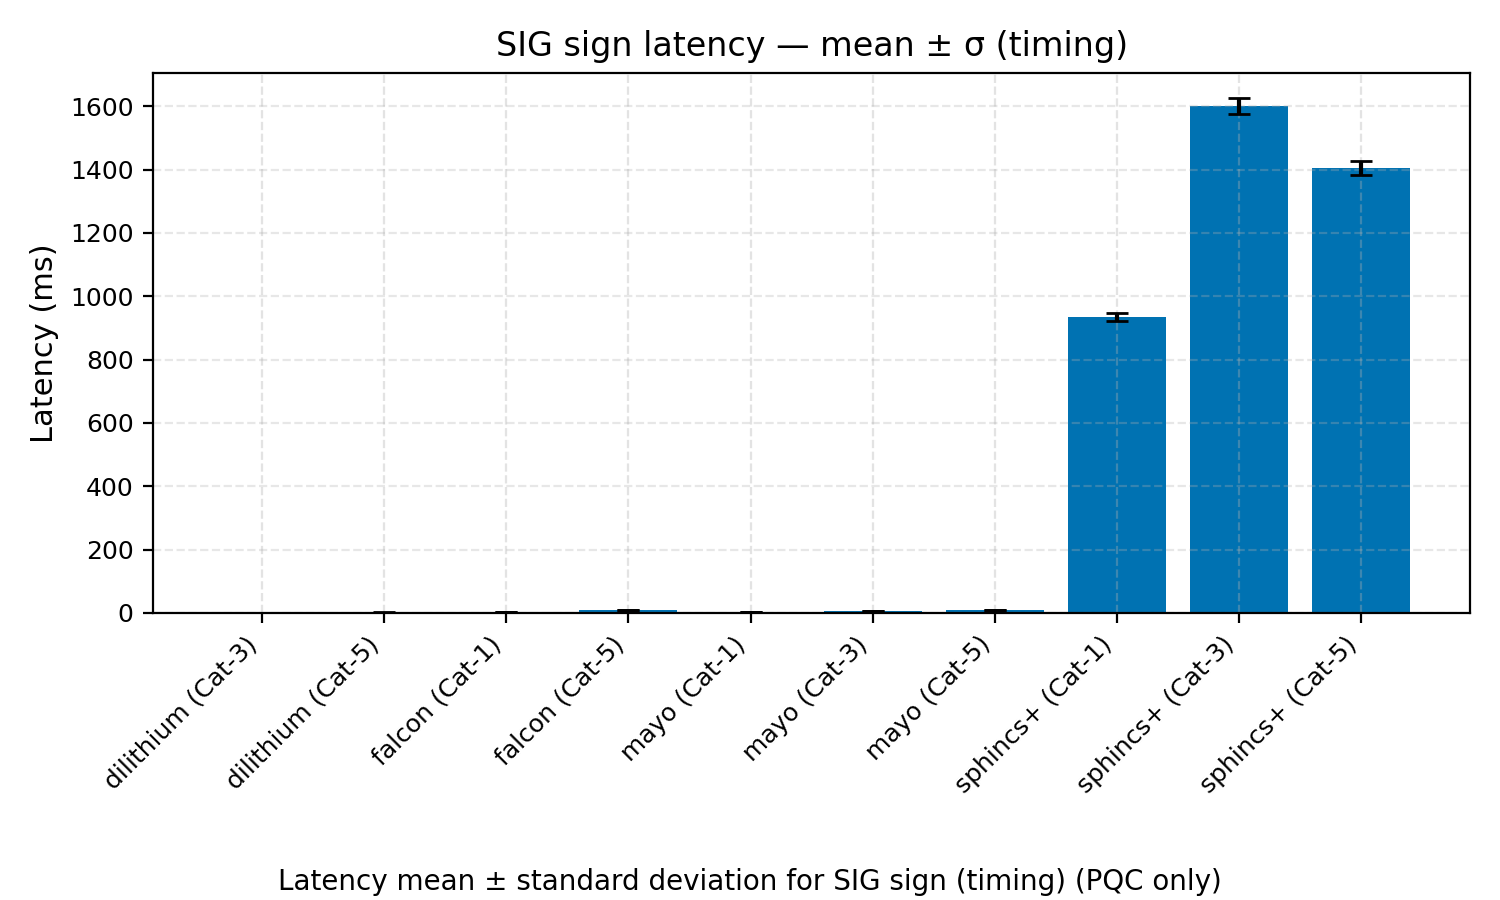 SIG sign latency — mean ± σ (timing)
Latency (ms)
1600
1400
1200
1000
800
600
400
200
0
dilithium (Cat-3)
dilithium (Cat-5)
falcon (Cat-1)
falcon (Cat-5)
mayo (Cat-1)
mayo (Cat-3)
mayo (Cat-5)
sphincs+ (Cat-1)
sphincs+ (Cat-3)
sphincs+ (Cat-5)
Latency mean ± standard deviation for SIG sign (timing) (PQC only)